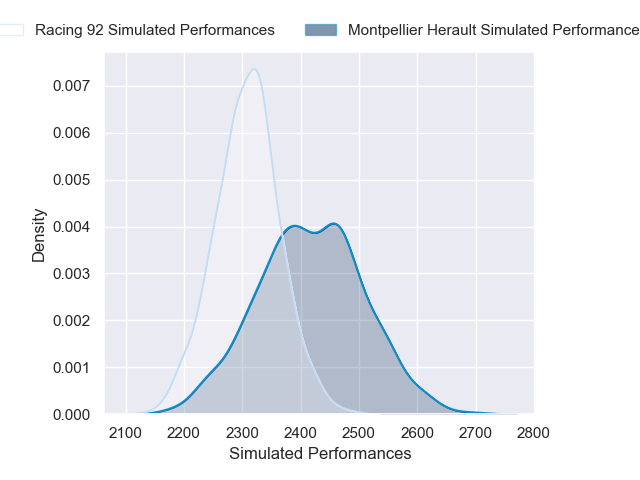 Racing 92 Simulated Performances
Montpellier Herault Simulated Performance
0.007
0.006
0.005
0.004
0.003
0.002
0.001
0.000
Density
2100 2200 2300 2400 2500 2600 2700 2800
Simulated Performances